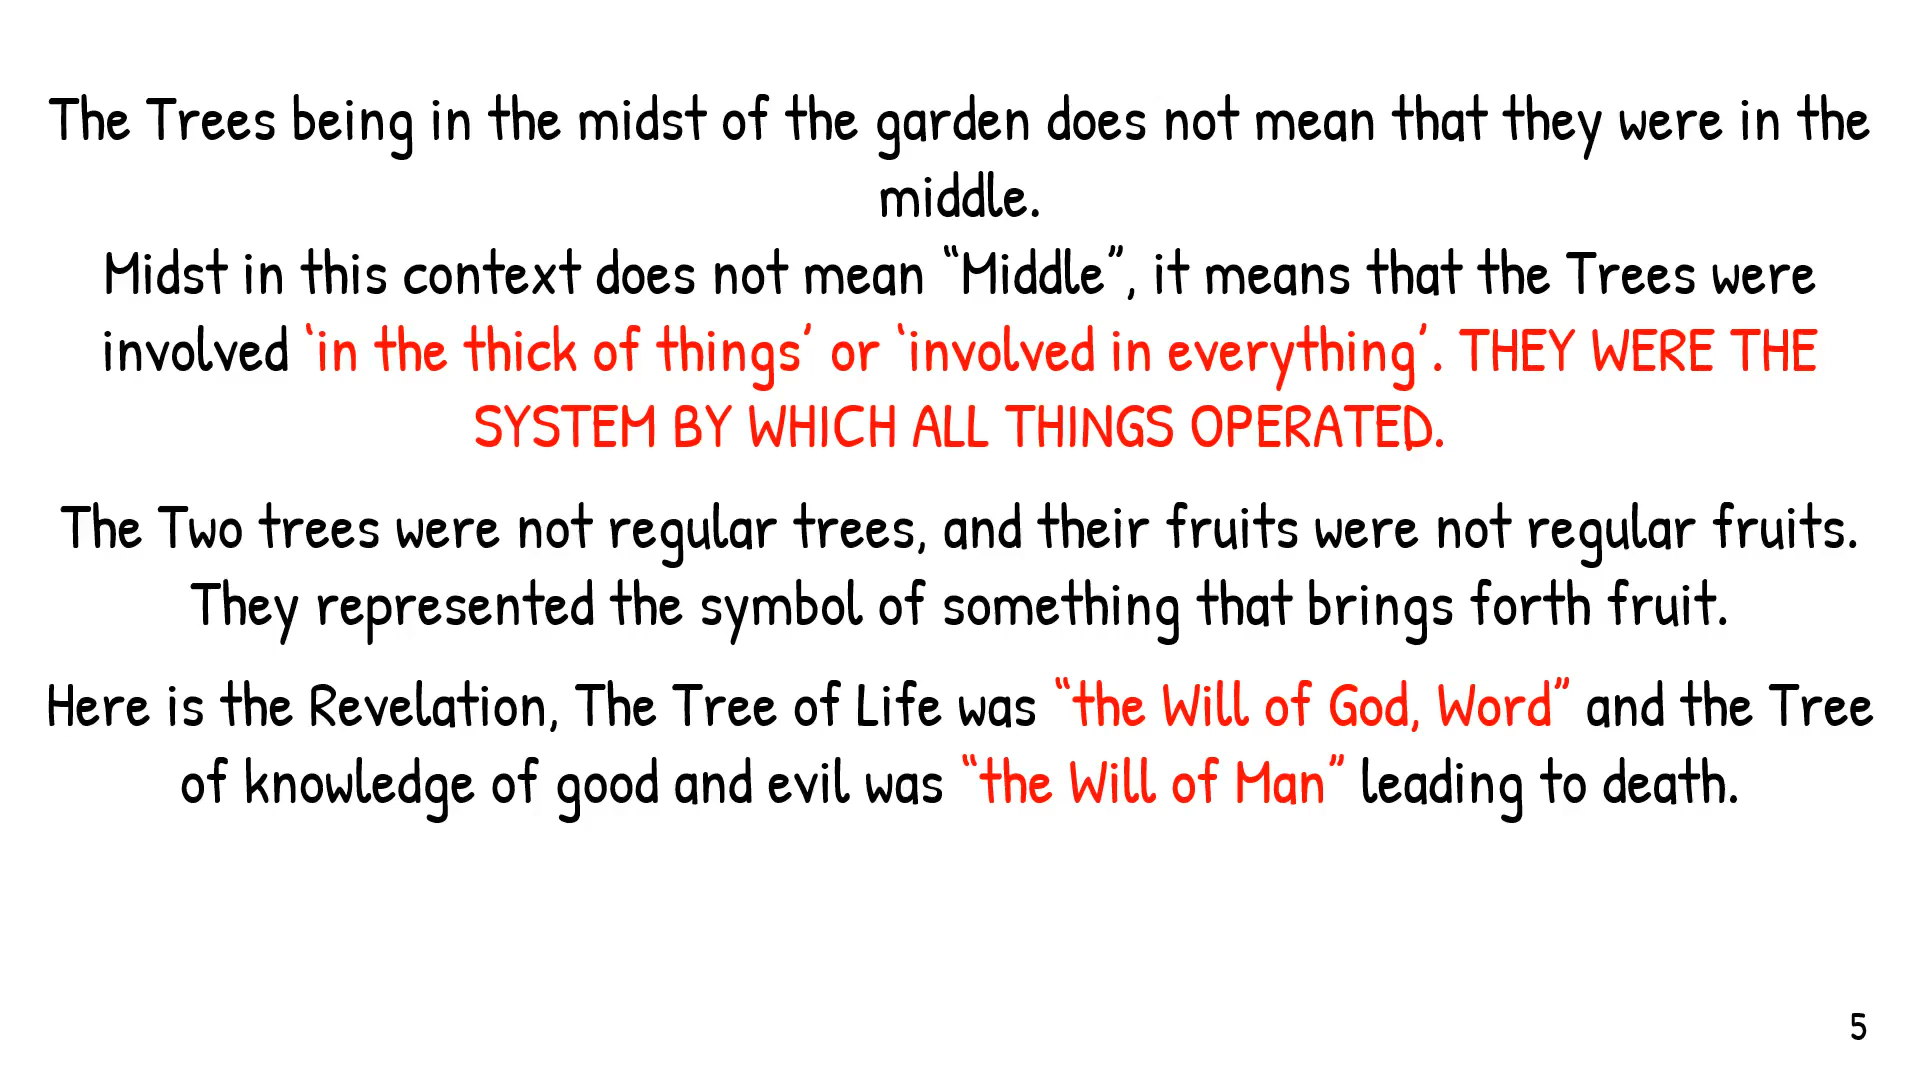 The Trees being in the midst of the garden does not mean that they were in the
middle.
Midst in this context does not mean “Middle”, it means that the Trees were
involved ‘in the thick of things’ or ‘involved in everything’. THEY WERE THE
SYSTEM BY WHICH ALL THINGS OPERATED.
The Two trees were not regular trees, and their fruits were not regular fruits.
They represented the symbol of something that brings forth fruit.
Here is the Revelation, The Tree of Life was “the Will of God, Word” and the Tree
of knowledge of good and evil was “the Will of Man” leading to death.
5